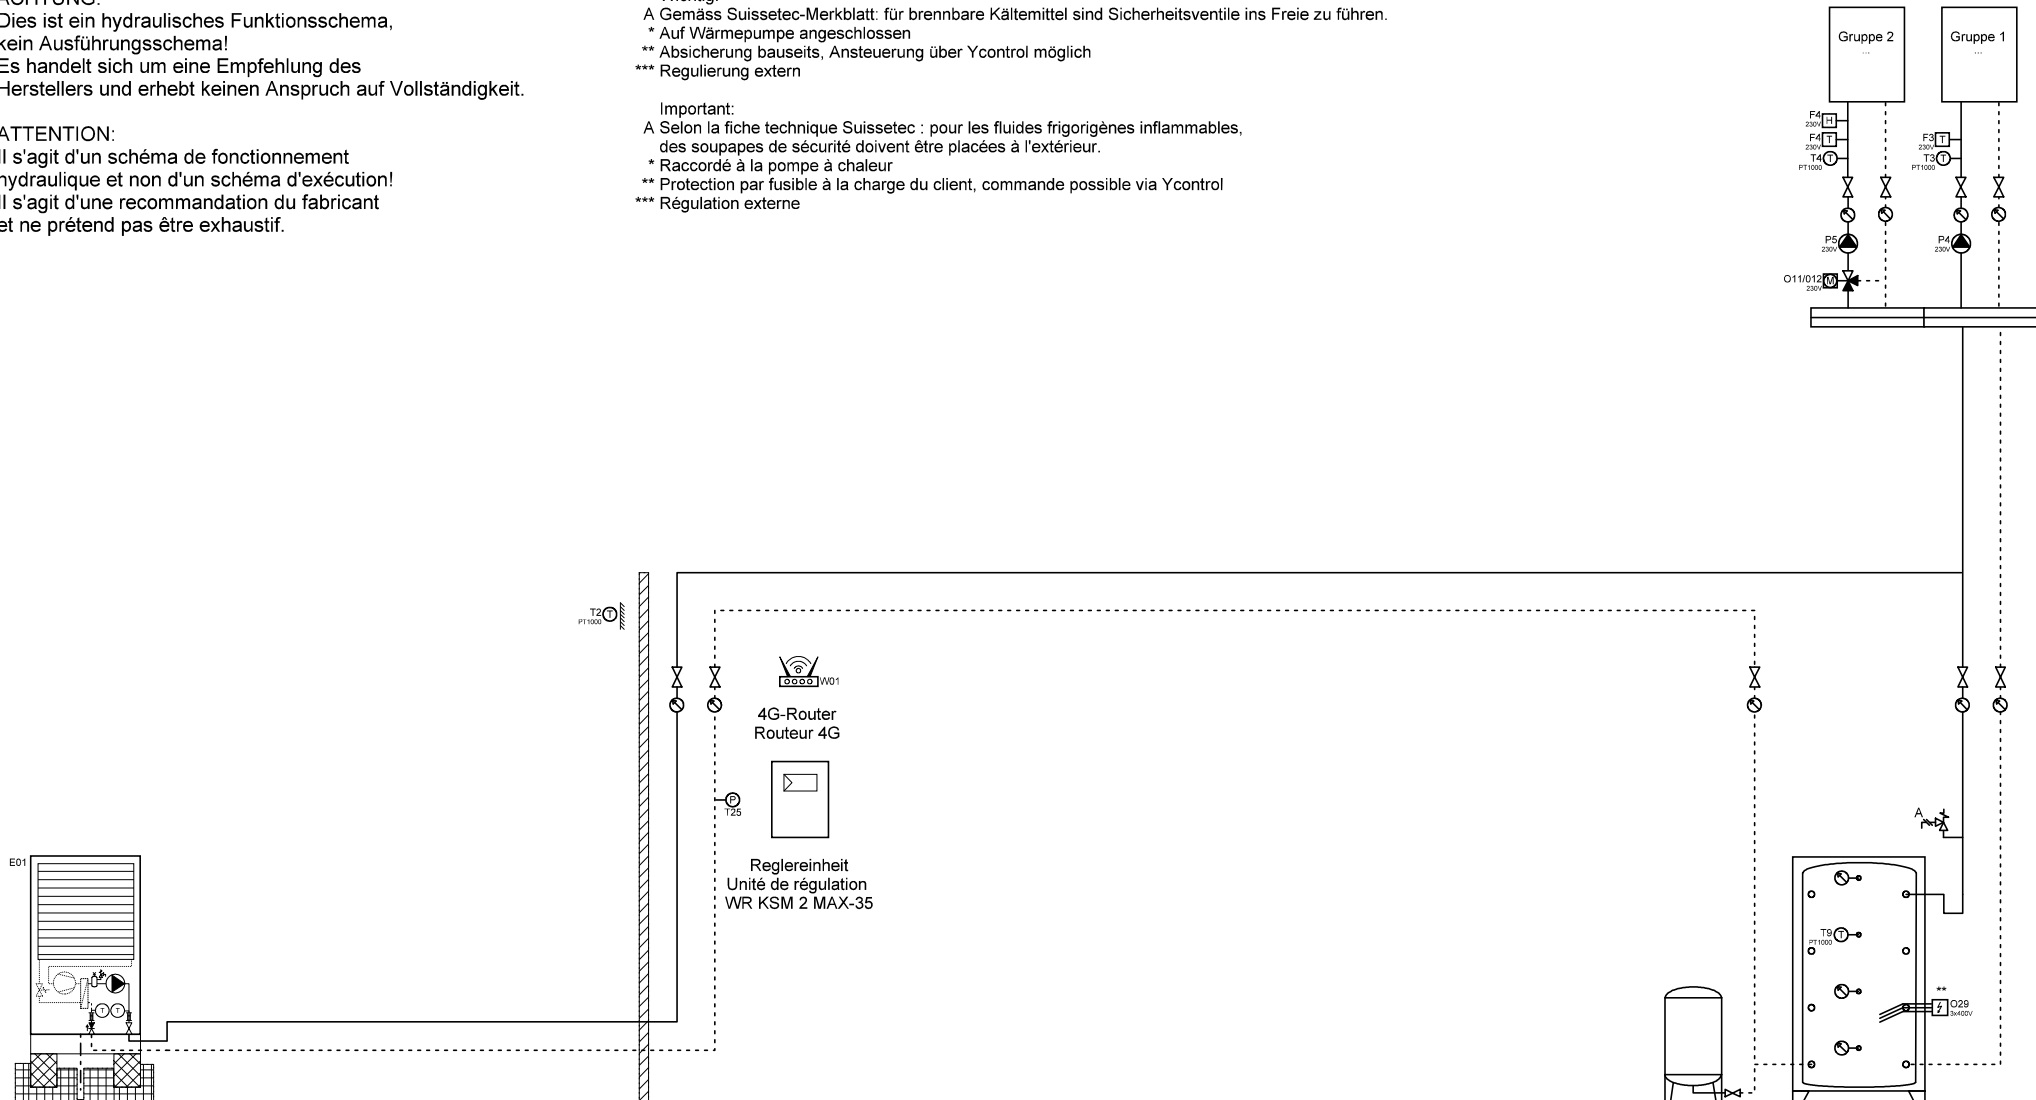 ACHTUNG:
Dies ist ein hydraulisches Funktionsschema,
kein Ausführungsschema!
Es handelt sich um eine Empfehlung des
Herstellers und erhebt keinen Anspruch auf Vollständigkeit.
ATTENTION:
Il s'agit d'un schéma de fonctionnement
hydraulique et non d'un schéma d'exécution!
Il s'agit d'une recommandation du fabricant
et ne prétend pas être exhaustif.
Wichtig:
A Gemäss Suissetec-Merkblatt: für brennbare Kältemittel sind Sicherheitsventile ins Freie zu führen.
* Auf Wärmepumpe angeschlossen
** Absicherung bauseits, Ansteuerung über Ycontrol möglich
*** Regulierung extern
Important:
A Selon la fiche technique Suissetec : pour les fluides frigorigènes inflammables,
des soupapes de sécurité doivent être placées à l'extérieur.
* Raccordé à la pompe à chaleur
** Protection par fusible à la charge du client, commande possible via Ycontrol
*** Régulation externe
Gruppe 2
...
Gruppe 1
...
F4 H
230V
F4 T
230V
T4 T
PT1000
F3 T
230V
T3 T
PT1000
P5
230V
P4
230V
O11/012 M
230V
T2 T
PT1000
W01
4G-Router
Routeur 4G
P
T25
Reglereinheit
Unité de régulation
WR KSM 2 MAX-35
E01
T T
A
T9 T
PT1000
**
O29
3x400V